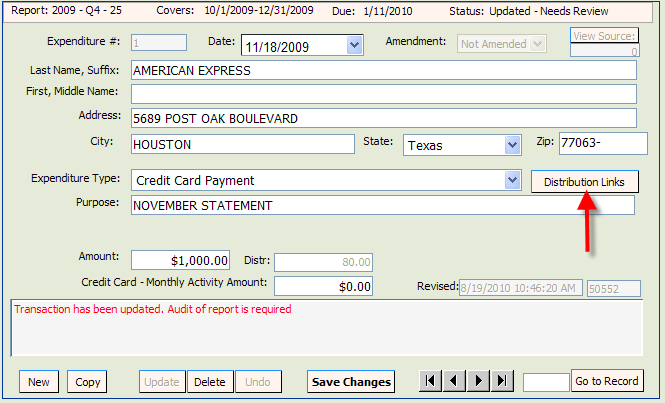 Report: 2009 - Q4 - 25 Covers: 10/1/2009-12/31/2009 Due: 1/11/2010 Status: Updated - Needs Review
Expenditure #: 1 Date: 11/18/2009 Amendment: Not Amended View Source:
0
Last Name, Suffix: AMERICAN EXPRESS
First, Middle Name:
Address: 5689 POST OAK BOULEVARD
City: HOUSTON State: Texas Zip: 77063-
Expenditure Type: Credit Card Payment Distribution Links
Purpose: NOVEMBER STATEMENT
Amount: $1,000.00 Distr: 80.00
Credit Card - Monthly Activity Amount: $0.00 Revised: 8/19/2010 10:46:20 AM 50552
Transaction has been updated. Audit of report is required
New Copy Update Delete Undo Save Changes Go to Record